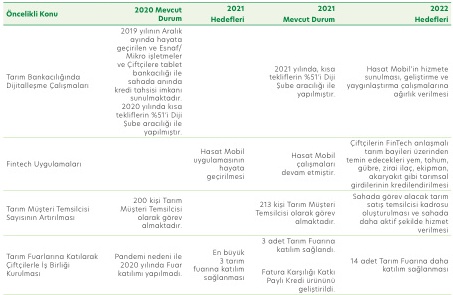 Öncelikli Konu
2020 Mevcut
Durum
2021
Hedefleri
2021
Mevcut Durum
2022
Hedefleri
Tarım Bankacılığında
Dijitalleşme Çalışmaları
2019 yılının Aralık
ayında hayata
geçirilen ve Esnaf/
Mikro işletmeler
ve Çiftçilere tablet
bankacılığı ile
sahada anında
kredi tahsisi imkanı
sunulmaktadır.
2020 yılında kısa
tekliflerin %51'i Diji
Şube aracılığı ile
yapılmıştır.
2021 yılında, kısa
tekliflerin %51'i Diji
Şube aracılığı ile
yapılmıştır.
Hasat Mobil'in hizmete
sunulması, geliştirme ve
yaygınlaştırma çalışmalarına
ağırlık verilmesi
Fintech Uygulamaları
Hasat Mobil
uygulamasının
hayata
geçirilmesi
Hasat Mobil
çalışmaları
devam etmiştir.
Çiftçilerin FinTech anlaşmalı
tarım bayileri üzerinden
temin edecekleri yem, tohum,
gübre, zirai ilaç, ekipman,
akaryakıt gibi tarımsal
girdilerinin kredilendirilmesi
Tarım Müşteri Temsilcisi
Sayısının Artırılması
200 kişi Tarım
Müşteri Temsilcisi
olarak görev
almaktadır.
213 kişi Tarım Müşteri
Temsilcisi olarak görev
almaktadır.
Sahada görev alacak tarım
satış temsilcisi kadrosu
oluşturulması ve sahada
daha aktif şekilde hizmet
verilmesi
Tarım Fuarlarına Katılarak
Çiftçilerle İş Birliği
Kurulması
Pandemi nedeni ile
2020 yılında Fuar
katılımı yapılmadı.
En büyük
3 tarım
fuarına katılım
sağlanması
3 adet Tarım Fuarına
katılım sağlandı.
Fatura Karşılığı Katkı
Paylı Kredi ürününü
geliştirildi.
14 adet Tarım Fuarına daha
katılım sağlanması